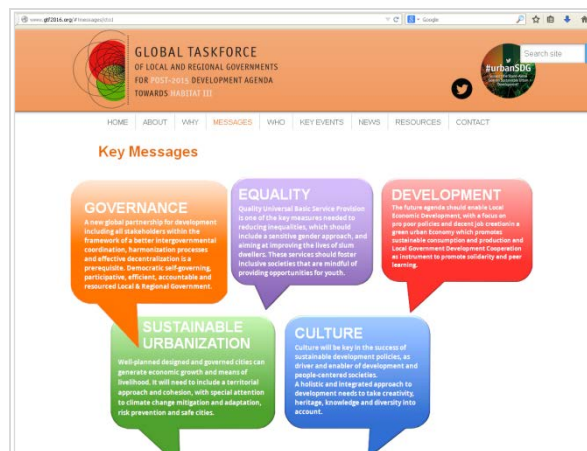 www.gtf2016.org/#!messages/cfvi
Google
GLOBAL TASKFORCE
OF LOCAL AND REGIONAL GOVERNMENTS
FOR POST-2015 DEVELOPMENT AGENDA
TOWARDS HABITAT III
#urbanSDG
Search site
HOME ABOUT WHY MESSAGES WHO KEY EVENTS NEWS RESOURCES CONTACT
Key Messages
GOVERNANCE
A new global partnership for development
including all stakeholders within the
framework of a better intergovernmental
coordination, harmonization processes
and effective decentralization is a
prerequisite. Democratic self-governing,
participative, efficient, accountable and
resourced Local & Regional Government.
EQUALITY
Quality Universal Basic Service Provision
is one of the key measures needed to
reducing inequalities, which should
include a sensitive gender approach, and
aiming at improving the lives of slum
dwellers. These services should foster
inclusive societies that are mindful of
providing opportunities for youth.
DEVELOPMENT
The future agenda should enable Local
Economic Development, with a focus on
pro poor policies and decent job creationin a
green urban Economy which promotes
sustainable consumption and production and
Local Government Development Cooperation
as instrument to promote solidarity and peer
learning.
SUSTAINABLE
URBANIZATION
Well-planned designed and governed cities can
generate economic growth and means of
livelihood. It will need to include a territorial
approach and cohesion, with special attention
to climate change mitigation and adaptation,
risk prevention and safe cities.
CULTURE
Culture will be key in the success of
sustainable development policies, as
driver and enabler of development and
people-centered societies.
A holistic and integrated approach to
development needs to take creativity,
heritage, knowledge and diversity into
account.